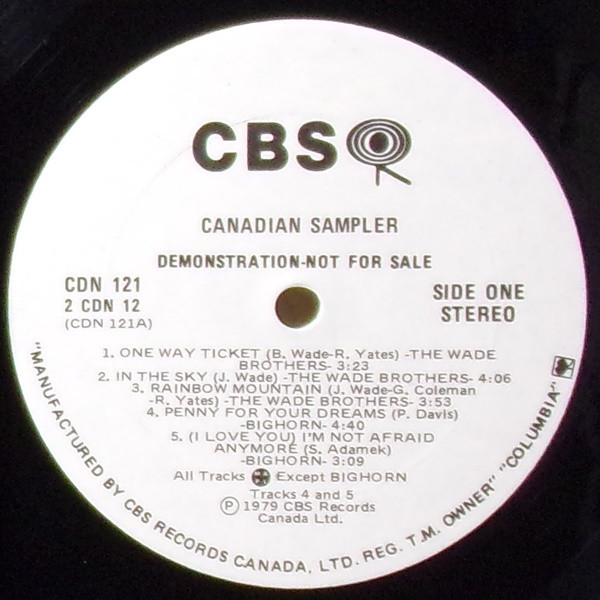 CBS
CANADIAN SAMPLER
DEMONSTRATION-NOT FOR SALE
CDN 121
2 CDN 12
(CDN 121A)
SIDE ONE
STEREO
1. ONE WAY TICKET (B. Wade-R. Yates) -THE WADE
BROTHERS- 3:23
2. IN THE SKY (J. Wade) -THE WADE BROTHERS- 4:06
3. RAINBOW MOUNTAIN (J. Wade-G. Coleman
-R. Yates) -THE WADE BROTHERS- 3:53
4. PENNY FOR YOUR DREAMS (P. Davis)
-BIGHORN- 4:40
5. (I LOVE YOU) I'M NOT AFRAID
ANYMORE (S. Adamek)
-BIGHORN- 3:09
All Tracks Except BIGHORN
Tracks 4 and 5
Ⓟ 1979 CBS Records
Canada Ltd.
"MANUFACTURED BY CBS RECORDS CANADA, LTD. REG. T.M. OWNER" "COLUMBIA"